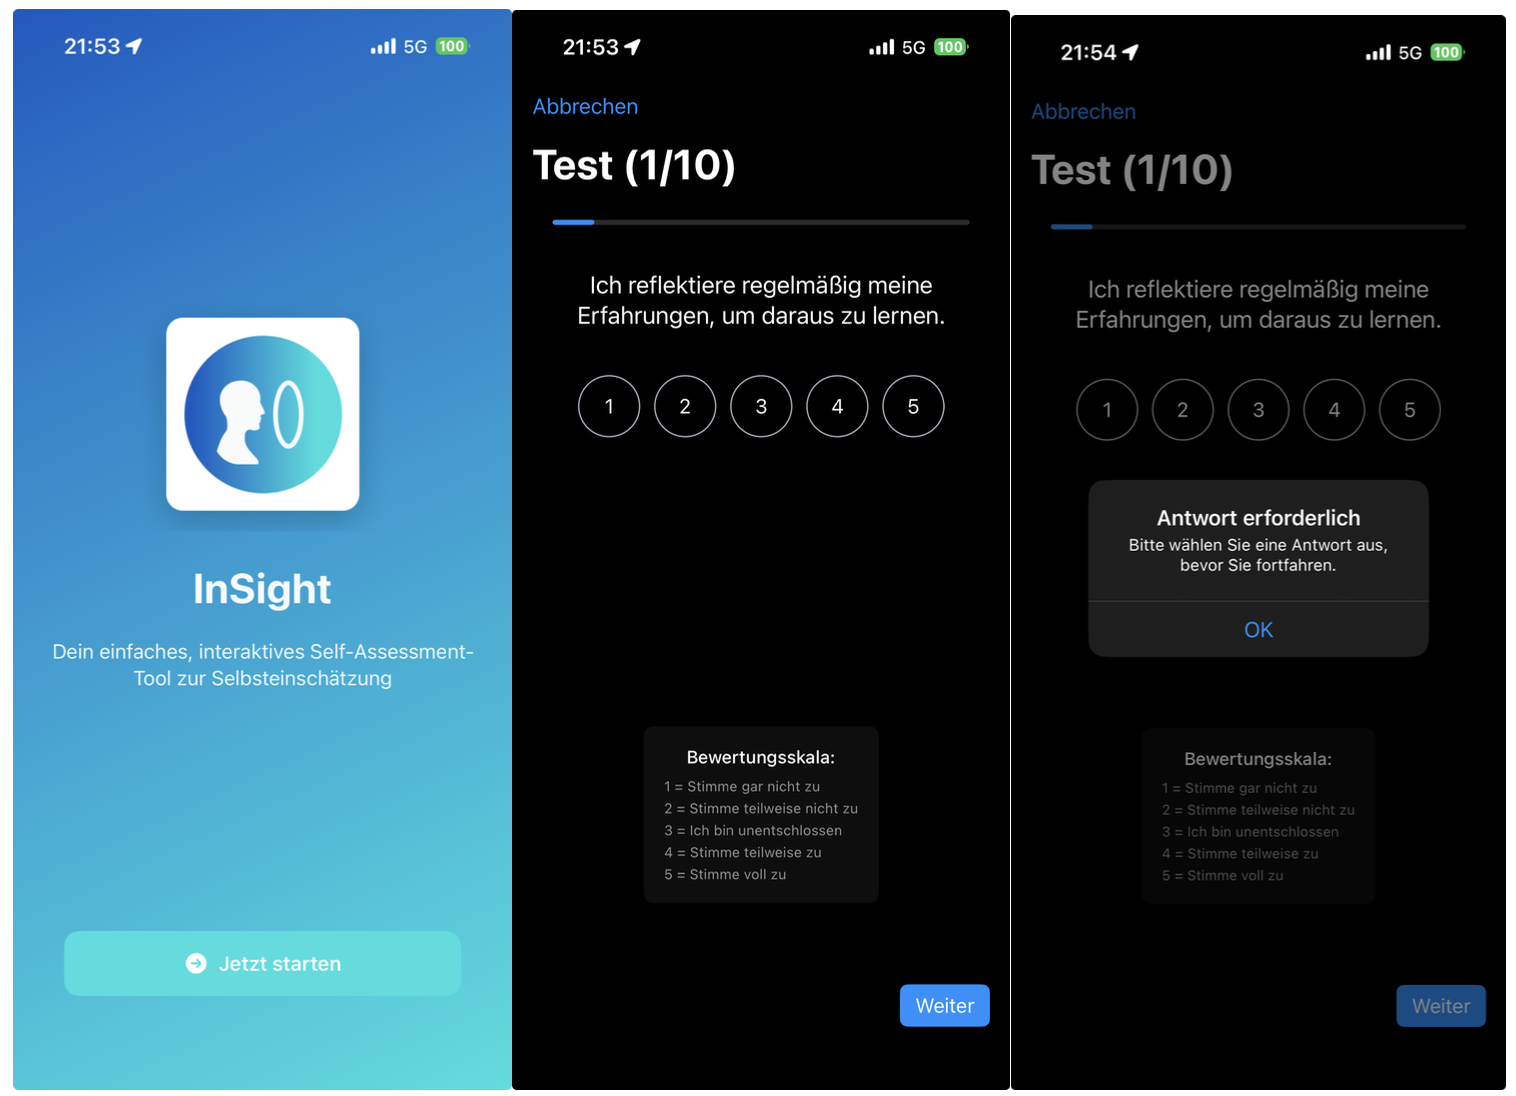 21:53
5G 100
InSight
Dein einfaches, interaktives Self-Assessment-
Tool zur Selbsteinschätzung
Jetzt starten
21:53
5G 100
Abbrechen
Test (1/10)
Ich reflektiere regelmäßig meine
Erfahrungen, um daraus zu lernen.
1 2 3 4 5
Bewertungsskala:
1 = Stimme gar nicht zu
2 = Stimme teilweise nicht zu
3 = Ich bin unentschlossen
4 = Stimme teilweise zu
5 = Stimme voll zu
Weiter
21:54
5G 100
Abbrechen
Test (1/10)
Ich reflektiere regelmäßig meine
Erfahrungen, um daraus zu lernen.
1 2 3 4 5
Antwort erforderlich
Bitte wählen Sie eine Antwort aus,
bevor Sie fortfahren.
OK
Bewertungsskala:
1 = Stimme gar nicht zu
2 = Stimme teilweise nicht zu
3 = Ich bin unentschlossen
4 = Stimme teilweise zu
5 = Stimme voll zu
Weiter